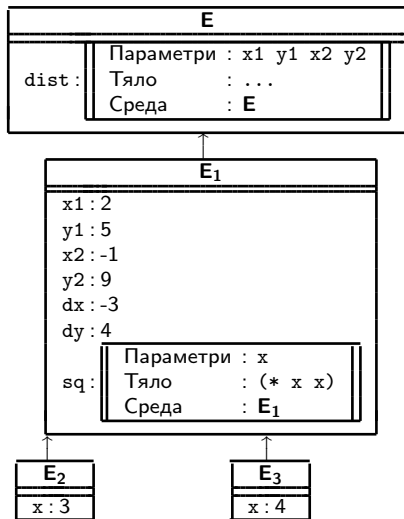 E
Параметри : x1 y1 x2 y2
dist : Тяло : ...
Среда : E
E1
x1 : 2
y1 : 5
x2 : -1
y2 : 9
dx : -3
dy : 4
Параметри : x
sq : Тяло : (* x x)
Среда : E1
E2 E3
x : 3 x : 4